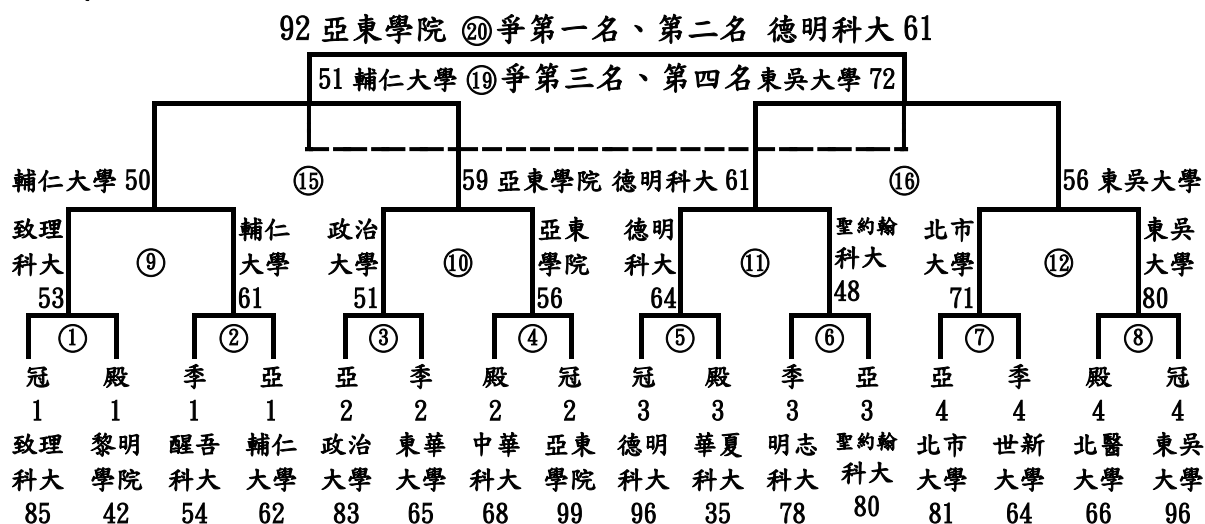 92 亞東學院 ⑳爭第一名、第二名 德明科大 61
51 輔仁大學 ⑲爭第三名、第四名東吳大學 72
輔仁大學 50 ⑮ 59 亞東學院 德明科大 61 ⑯ 56 東吳大學
致理 輔仁 政治 亞東 德明 聖約翰 北市 東吳
科大 ⑨ 大學 大學 ⑩ 學院 科大 ⑪ 科大 大學 ⑫ 大學
53 61 51 56 64 48 71 80
① ② ③ ④ ⑤ ⑥ ⑦ ⑧
冠 殿 季 亞 亞 季 殿 冠 冠 殿 季 亞 亞 季 殿 冠
1 1 1 1 2 2 2 2 3 3 3 3 4 4 4 4
致理 黎明 醒吾 輔仁 政治 東華 中華 亞東 德明 華夏 明志 聖約翰 北市 世新 北醫 東吳
科大 學院 科大 大學 大學 大學 科大 學院 科大 科大 科大 科大 大學 大學 大學 大學
85 42 54 62 83 65 68 99 96 35 78 80 81 64 66 96